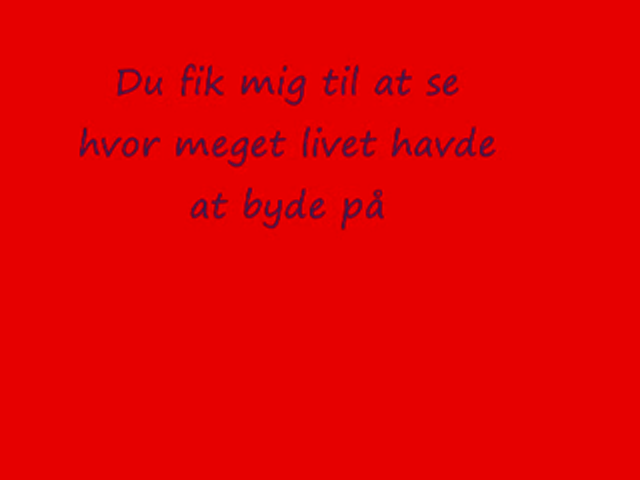 Du fik mig til at se
hvor meget livet havde
at byde på